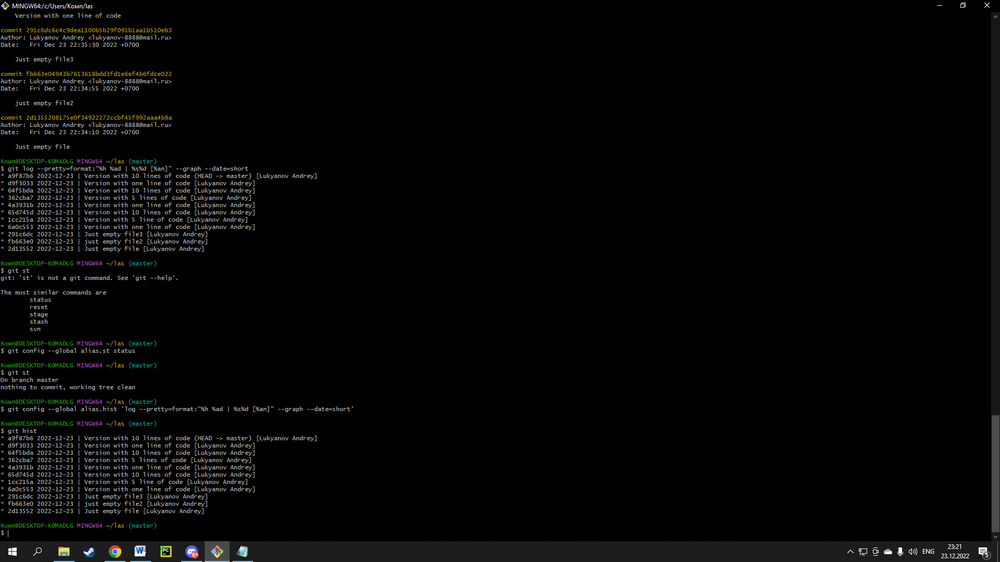 MINGW64:/c/Users/Комп/las
    Version with one line of code
commit 291c6dc6c4c9dea1100b5b29f091b1aa1b510eb3
Author: Lukyanov Andrey <lukyanov-8888@mail.ru>
Date:   Fri Dec 23 22:35:30 2022 +0700
    Just empty file3
commit fb663e04943b7613618bdd3fd1e6ef4b6fdce022
Author: Lukyanov Andrey <lukyanov-8888@mail.ru>
Date:   Fri Dec 23 22:34:55 2022 +0700
    just empty file2
commit 2d1355208175e0f34922272ccbf45f992aaa4b8a
Author: Lukyanov Andrey <lukyanov-8888@mail.ru>
Date:   Fri Dec 23 22:34:10 2022 +0700
    Just empty file
Комп@DESKTOP-KOMADLG MINGW64 ~/las (master)
$ git log --pretty=format:"%h %ad | %s%d [%an]" --graph --date=short
* a9f87b6 2022-12-23 | Version with 10 lines of code (HEAD -> master) [Lukyanov Andrey]
* d9f3033 2022-12-23 | Version with one line of code [Lukyanov Andrey]
* 64f5bda 2022-12-23 | Version with 10 lines of code [Lukyanov Andrey]
* 362cba7 2022-12-23 | Version with 5 lines of code [Lukyanov Andrey]
* 4a3931b 2022-12-23 | Version with one line of code [Lukyanov Andrey]
* 65d745d 2022-12-23 | Version with 10 lines of code [Lukyanov Andrey]
* 1cc215a 2022-12-23 | Version with 5 line of code [Lukyanov Andrey]
* 6a0c553 2022-12-23 | Version with one line of code [Lukyanov Andrey]
* 291c6dc 2022-12-23 | Just empty file3 [Lukyanov Andrey]
* fb663e0 2022-12-23 | just empty file2 [Lukyanov Andrey]
* 2d13552 2022-12-23 | Just empty file [Lukyanov Andrey]
Комп@DESKTOP-KOMADLG MINGW64 ~/las (master)
$ git st
git: 'st' is not a git command. See 'git --help'.
The most similar commands are
        status
        reset
        stage
        stash
        svn
Комп@DESKTOP-KOMADLG MINGW64 ~/las (master)
$ git config --global alias.st status
Комп@DESKTOP-KOMADLG MINGW64 ~/las (master)
$ git st
On branch master
nothing to commit, working tree clean
Комп@DESKTOP-KOMADLG MINGW64 ~/las (master)
$ git config --global alias.hist 'log --pretty=format:"%h %ad | %s%d [%an]" --graph --date=short'
Комп@DESKTOP-KOMADLG MINGW64 ~/las (master)
$ git hist
* a9f87b6 2022-12-23 | Version with 10 lines of code (HEAD -> master) [Lukyanov Andrey]
* d9f3033 2022-12-23 | Version with one line of code [Lukyanov Andrey]
* 64f5bda 2022-12-23 | Version with 10 lines of code [Lukyanov Andrey]
* 362cba7 2022-12-23 | Version with 5 lines of code [Lukyanov Andrey]
* 4a3931b 2022-12-23 | Version with one line of code [Lukyanov Andrey]
* 65d745d 2022-12-23 | Version with 10 lines of code [Lukyanov Andrey]
* 1cc215a 2022-12-23 | Version with 5 line of code [Lukyanov Andrey]
* 6a0c553 2022-12-23 | Version with one line of code [Lukyanov Andrey]
* 291c6dc 2022-12-23 | Just empty file3 [Lukyanov Andrey]
* fb663e0 2022-12-23 | just empty file2 [Lukyanov Andrey]
* 2d13552 2022-12-23 | Just empty file [Lukyanov Andrey]
Комп@DESKTOP-KOMADLG MINGW64 ~/las (master)
$
W PC 9+ ENG 23:21
23.12.2022 5